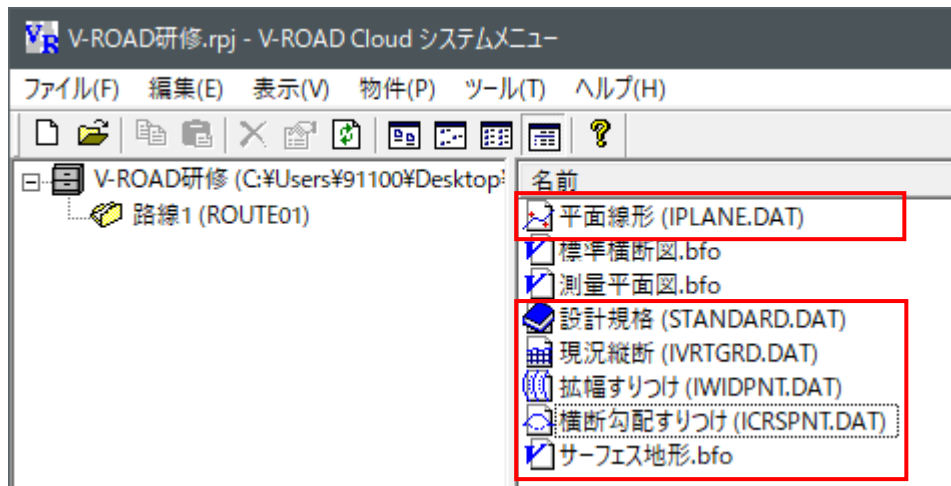 V-ROAD研修.rpj - V-ROAD Cloud システムメニュー
ファイル(F) 編集(E) 表示(V) 物件(P) ツール(T) ヘルプ(H)
V-ROAD研修 (C:¥Users¥91100¥Desktop¥
路線1 (ROUTE01)
名前
平面線形 (IPLANE.DAT)
標準横断図.bfo
測量平面図.bfo
設計規格 (STANDARD.DAT)
現況縦断 (IVRTGRD.DAT)
拡幅すりつけ (IWIDPNT.DAT)
横断勾配すりつけ (ICRSPNT.DAT)
サーフェス地形.bfo